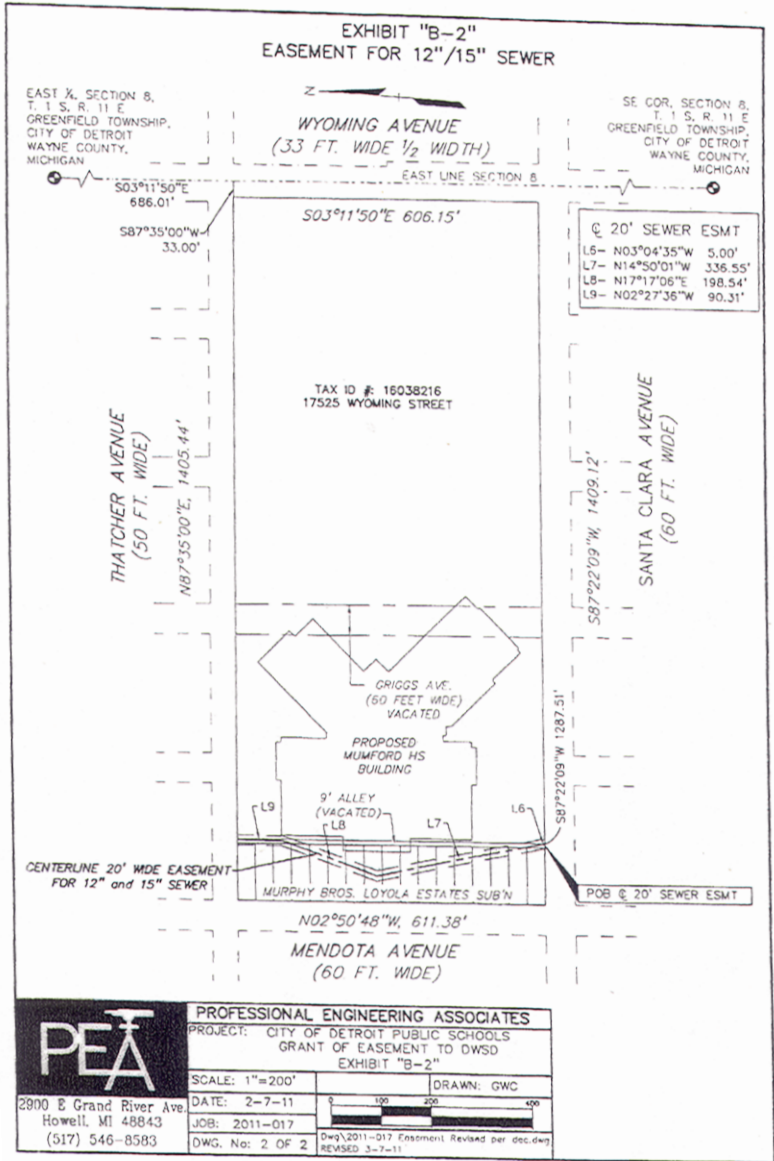 EXHIBIT "B-2"
EASEMENT FOR 12"/15" SEWER
EAST ¼, SECTION 8,
T. 1 S, R. 11 E
GREENFIELD TOWNSHIP,
CITY OF DETROIT
WAYNE COUNTY,
MICHIGAN
Z
WYOMING AVENUE
(33 FT. WIDE ½ WIDTH)
SE COR, SECTION 8,
T. 1 S, R. 11 E
GREENFIELD TOWNSHIP,
CITY OF DETROIT
WAYNE COUNTY,
MICHIGAN
EAST LINE SECTION 8
S03°11'50"E
686.01'
S87°35'00"W
33.00'
S03°11'50"E 606.15'
℄ 20' SEWER ESMT
L6- N03°04'35"W 5.00'
L7- N14°50'01"W 336.55'
L8- N17°17'06"E 198.54'
L9- N02°27'36"W 90.31'
TAX ID #: 16038216
17525 WYOMING STREET
THATCHER AVENUE
(50 FT. WIDE)
N87°35'00"E, 1405.44'
S87°22'09"W, 1409.12'
SANTA CLARA AVENUE
(60 FT. WIDE)
GRIGGS AVE.
(60 FEET WIDE)
VACATED
PROPOSED
MUMFORD HS
BUILDING
S87°22'09"W 1287.51'
9' ALLEY
(VACATED)
L9
L8
L7
L6
CENTERLINE 20' WIDE EASEMENT
FOR 12" and 15" SEWER
MURPHY BROS. LOYOLA ESTATES SUB'N
POB ℄ 20' SEWER ESMT
N02°50'48"W, 611.38'
MENDOTA AVENUE
(60 FT. WIDE)
PEA
2900 E Grand River Ave.
Howell, MI 48843
(517) 546-8583
PROFESSIONAL ENGINEERING ASSOCIATES
PROJECT: CITY OF DETROIT PUBLIC SCHOOLS
GRANT OF EASEMENT TO DWSD
EXHIBIT "B-2"
SCALE: 1"=200'
DRAWN: GWC
DATE: 2-7-11
0 100 200 400
JOB: 2011-017
DWG. No: 2 OF 2
Dwg\2011-017 Easement Revised per dec.dwg
REVISED 3-7-11